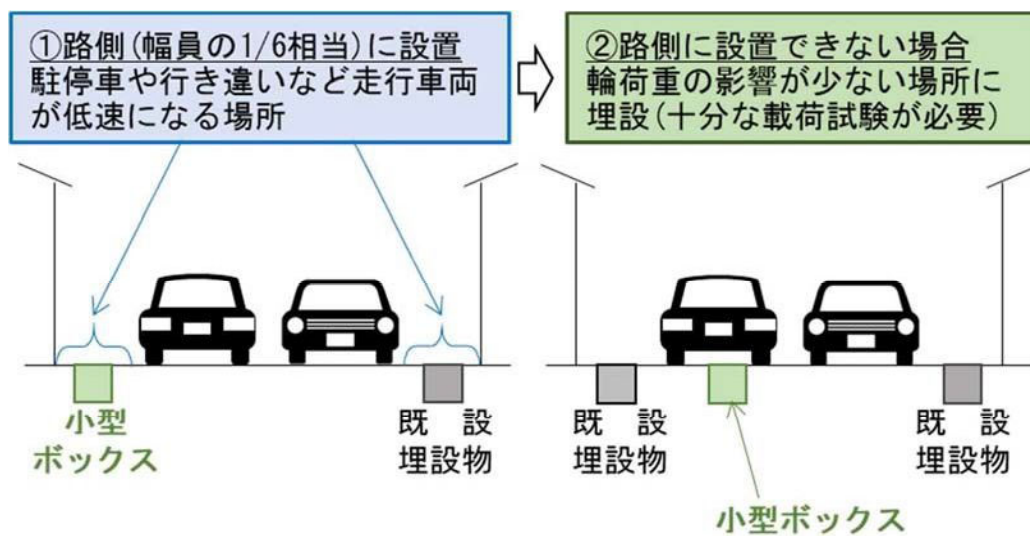 ①路側(幅員の1/6相当)に設置
駐停車や行き違いなど走行車両
が低速になる場所
②路側に設置できない場合
輪荷重の影響が少ない場所に
埋設(十分な載荷試験が必要)
小型
ボックス
既 設
埋設物
既 設
埋設物
既 設
埋設物
小型ボックス